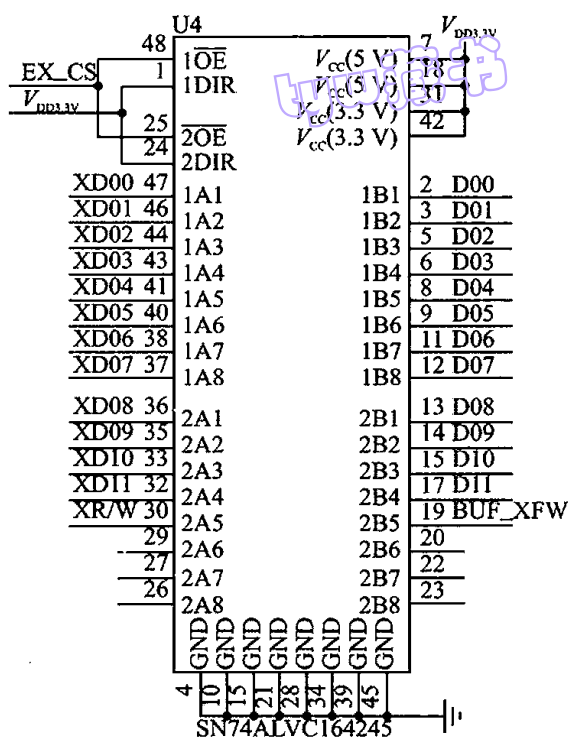 U4
48 1OE 7 VDD3.3V
EX_CS 1 1DIR VCC(5 V) 18
VDD3.3V VCC(5 V) 31
25 2OE VCC(3.3 V) 42
24 2DIR VCC(3.3 V)
XD00 47 1A1 1B1 2 D00
XD01 46 1A2 1B2 3 D01
XD02 44 1A3 1B3 5 D02
XD03 43 1A4 1B4 6 D03
XD04 41 1A5 1B5 8 D04
XD05 40 1A6 1B6 9 D05
XD06 38 1A7 1B7 11 D06
XD07 37 1A8 1B8 12 D07
XD08 36 2A1 2B1 13 D08
XD09 35 2A2 2B2 14 D09
XD10 33 2A3 2B3 15 D10
XD11 32 2A4 2B4 17 D11
XR/W 30 2A5 2B5 19 BUF_XFW
29 2A6 2B6 20
27 2A7 2B7 22
26 2A8 2B8 23
GND GND GND GND GND GND GND GND
4 10 15 21 28 34 39 45
SN74ALVC164245